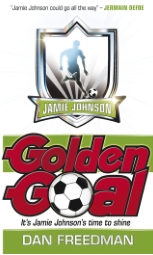 "Jamie Johnson could go all the way" – JERMAIN DEFOE
JAMIE JOHNSON
Golden
Goal
It's Jamie Johnson's time to shine
DAN FREEDMAN